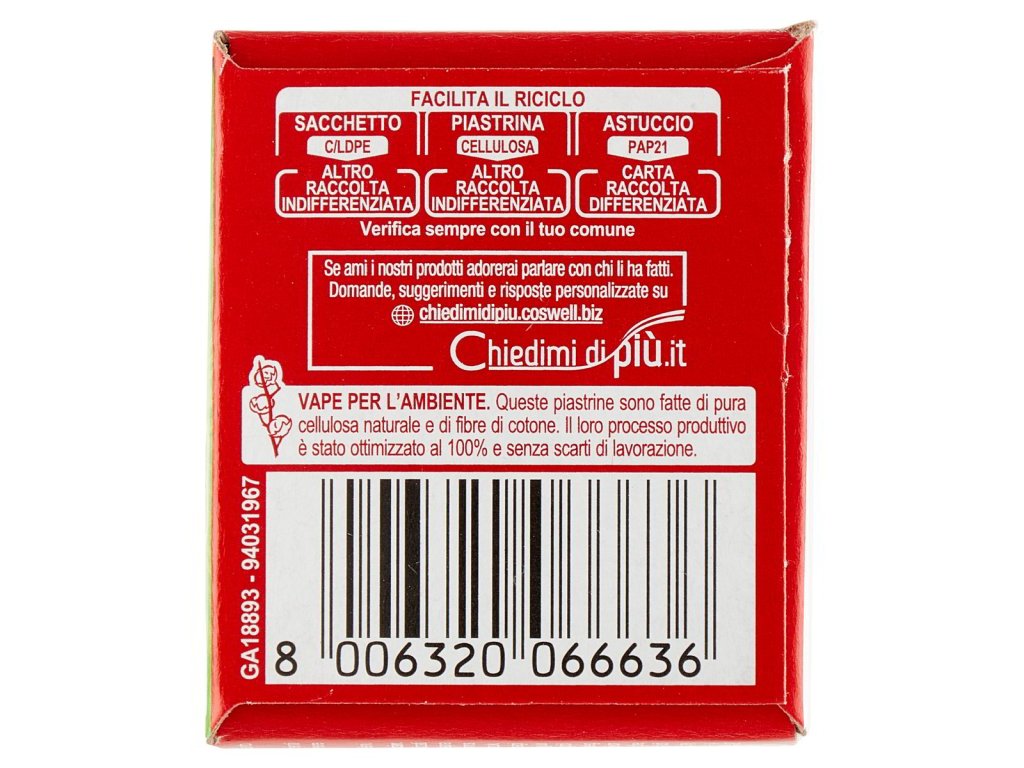 FACILITA IL RICICLO
SACCHETTO
C/LDPE
ALTRO
RACCOLTA
INDIFFERENZIATA
PIASTRINA
CELLULOSA
ALTRO
RACCOLTA
INDIFFERENZIATA
ASTUCCIO
PAP21
CARTA
RACCOLTA
DIFFERENZIATA
Verifica sempre con il tuo comune
Se ami i nostri prodotti adorerai parlare con chi li ha fatti.
Domande, suggerimenti e risposte personalizzate su
chiedimidipiu.coswell.biz
Chiedimi di più.it
VAPE PER L'AMBIENTE. Queste piastrine sono fatte di pura
cellulosa naturale e di fibre di cotone. Il loro processo produttivo
è stato ottimizzato al 100% e senza scarti di lavorazione.
GA18893 - 94031967
8 006320 066636